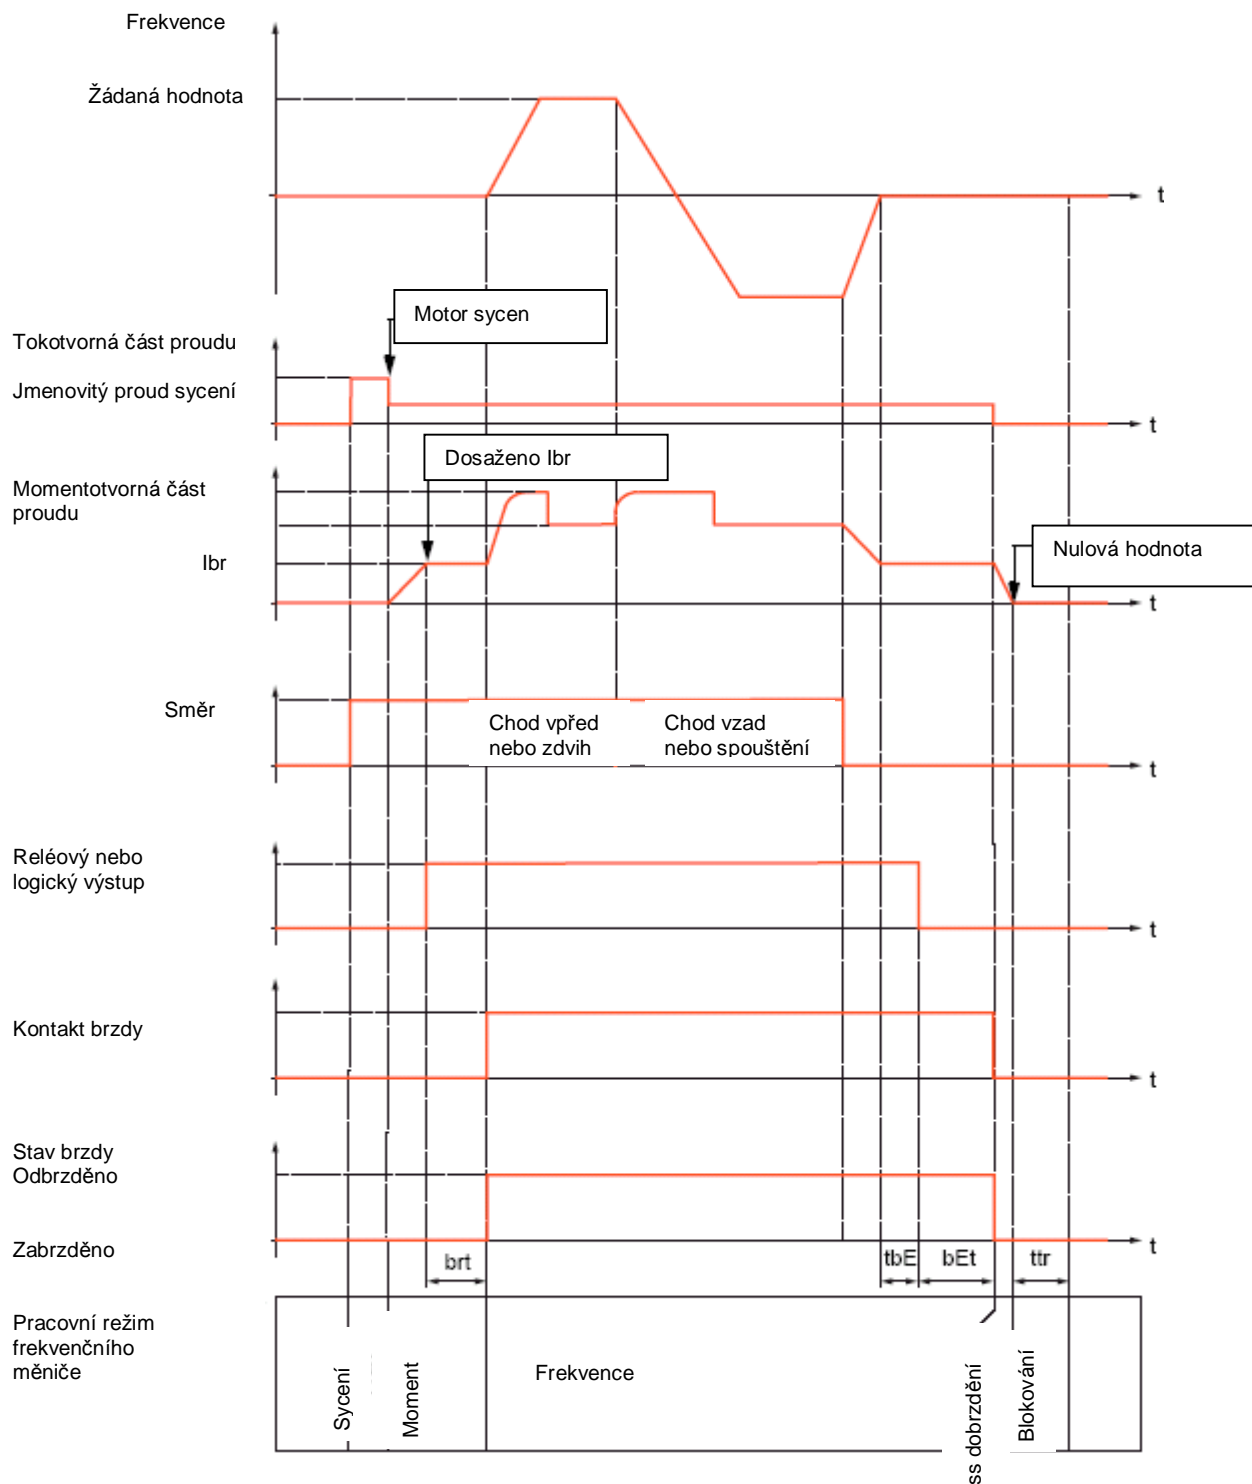 Frekvence
Žádaná hodnota
t
Motor sycen
Tokotvorná část proudu
Jmenovitý proud sycení
t
Dosaženo Ibr
Momentotvorná část
proudu
Nulová hodnota
Ibr
t
Směr
Chod vpřed
nebo zdvih
Chod vzad
nebo spouštění
t
Reléový nebo
logický výstup
t
Kontakt brzdy
t
Stav brzdy
Odbrzděno
Zabrzděno
t
brt
tbE
bEt
ttr
Pracovní režim
frekvenčního
měniče
Sycení
Moment
Frekvence
ss dobrzdění
Blokování